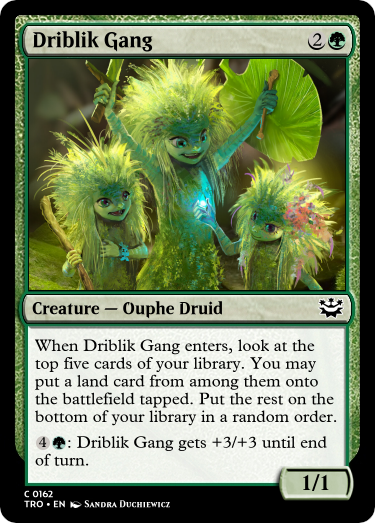 Driblik Gang 2
Creature — Ouphe Druid
When Driblik Gang enters, look at the
top five cards of your library. You may
put a land card from among them onto
the battlefield tapped. Put the rest on the
bottom of your library in a random order.
4 : Driblik Gang gets +3/+3 until end
of turn.
1/1
C 0162
TRO • EN Sandra Duchiewicz